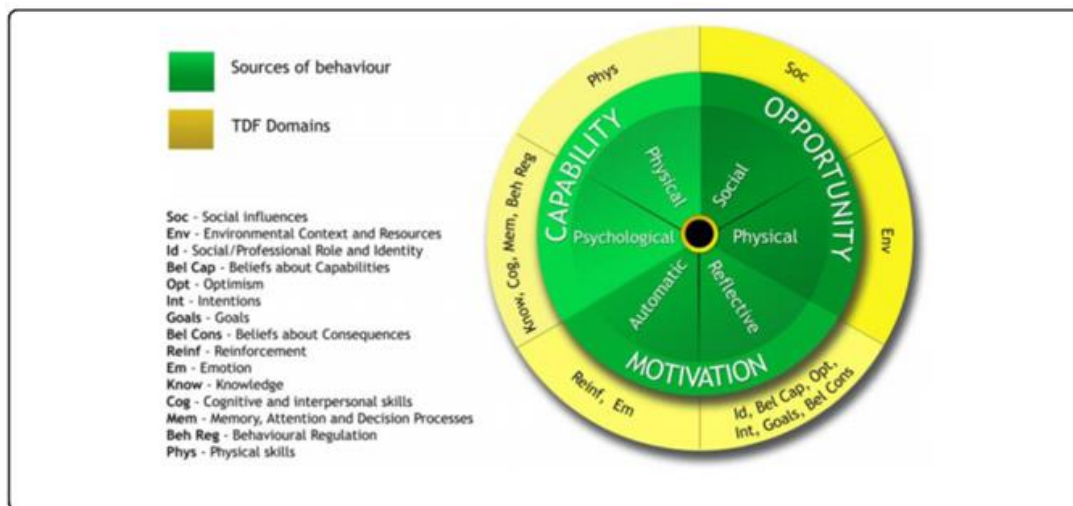 Sources of behaviour
TDF Domains
Soc - Social influences
Env - Environmental Context and Resources
Id - Social/Professional Role and Identity
Bel Cap - Beliefs about Capabilities
Opt - Optimism
Int - Intentions
Goals - Goals
Bel Cons - Beliefs about Consequences
Reinf - Reinforcement
Em - Emotion
Know - Knowledge
Cog - Cognitive and interpersonal skills
Mem - Memory, Attention and Decision Processes
Beh Reg - Behavioural Regulation
Phys - Physical skills
Phys
Soc
CAPABILITY
OPPORTUNITY
Physical
Social
Know, Cog, Mem, Beh Reg
Psychological
Physical
Env
Automatic
Reflective
MOTIVATION
Reinf, Em
Id, Bel Cap, Opt,
Int, Goals, Bel Cons